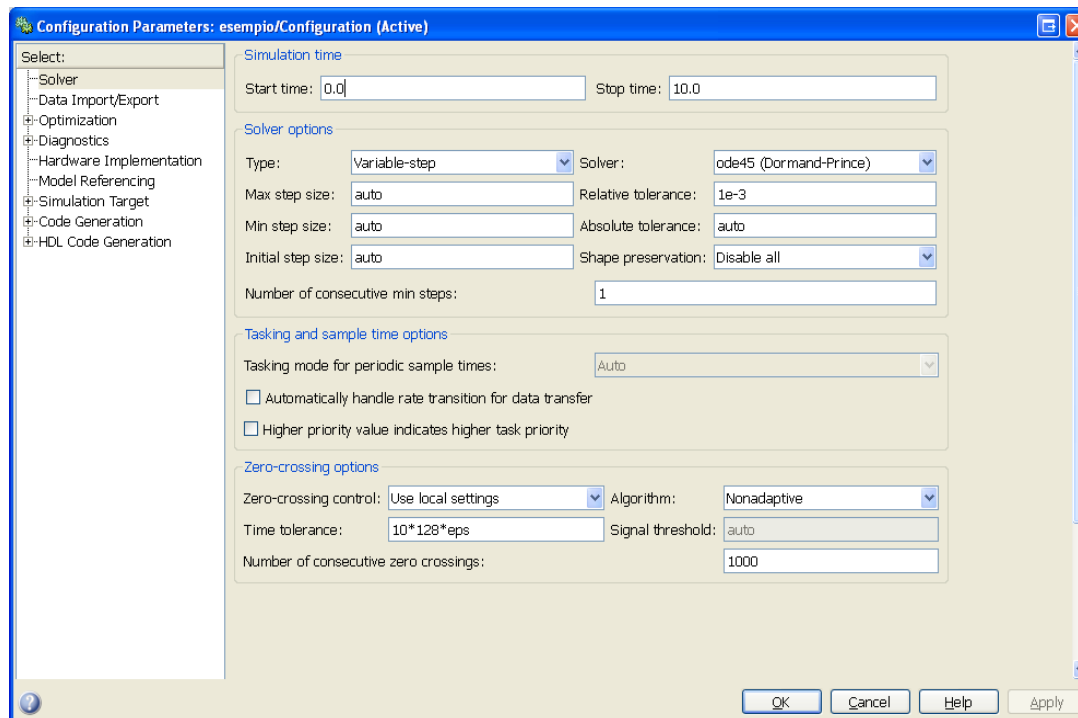 Configuration Parameters: esempio/Configuration (Active)
Select:
Solver
Data Import/Export
Optimization
Diagnostics
Hardware Implementation
Model Referencing
Simulation Target
Code Generation
HDL Code Generation
Simulation time
Start time: 0.0 Stop time: 10.0
Solver options
Type: Variable-step Solver: ode45 (Dormand-Prince)
Max step size: auto Relative tolerance: 1e-3
Min step size: auto Absolute tolerance: auto
Initial step size: auto Shape preservation: Disable all
Number of consecutive min steps: 1
Tasking and sample time options
Tasking mode for periodic sample times: Auto
Automatically handle rate transition for data transfer
Higher priority value indicates higher task priority
Zero-crossing options
Zero-crossing control: Use local settings Algorithm: Nonadaptive
Time tolerance: 10*128*eps Signal threshold: auto
Number of consecutive zero crossings: 1000
? OK Cancel Help Apply